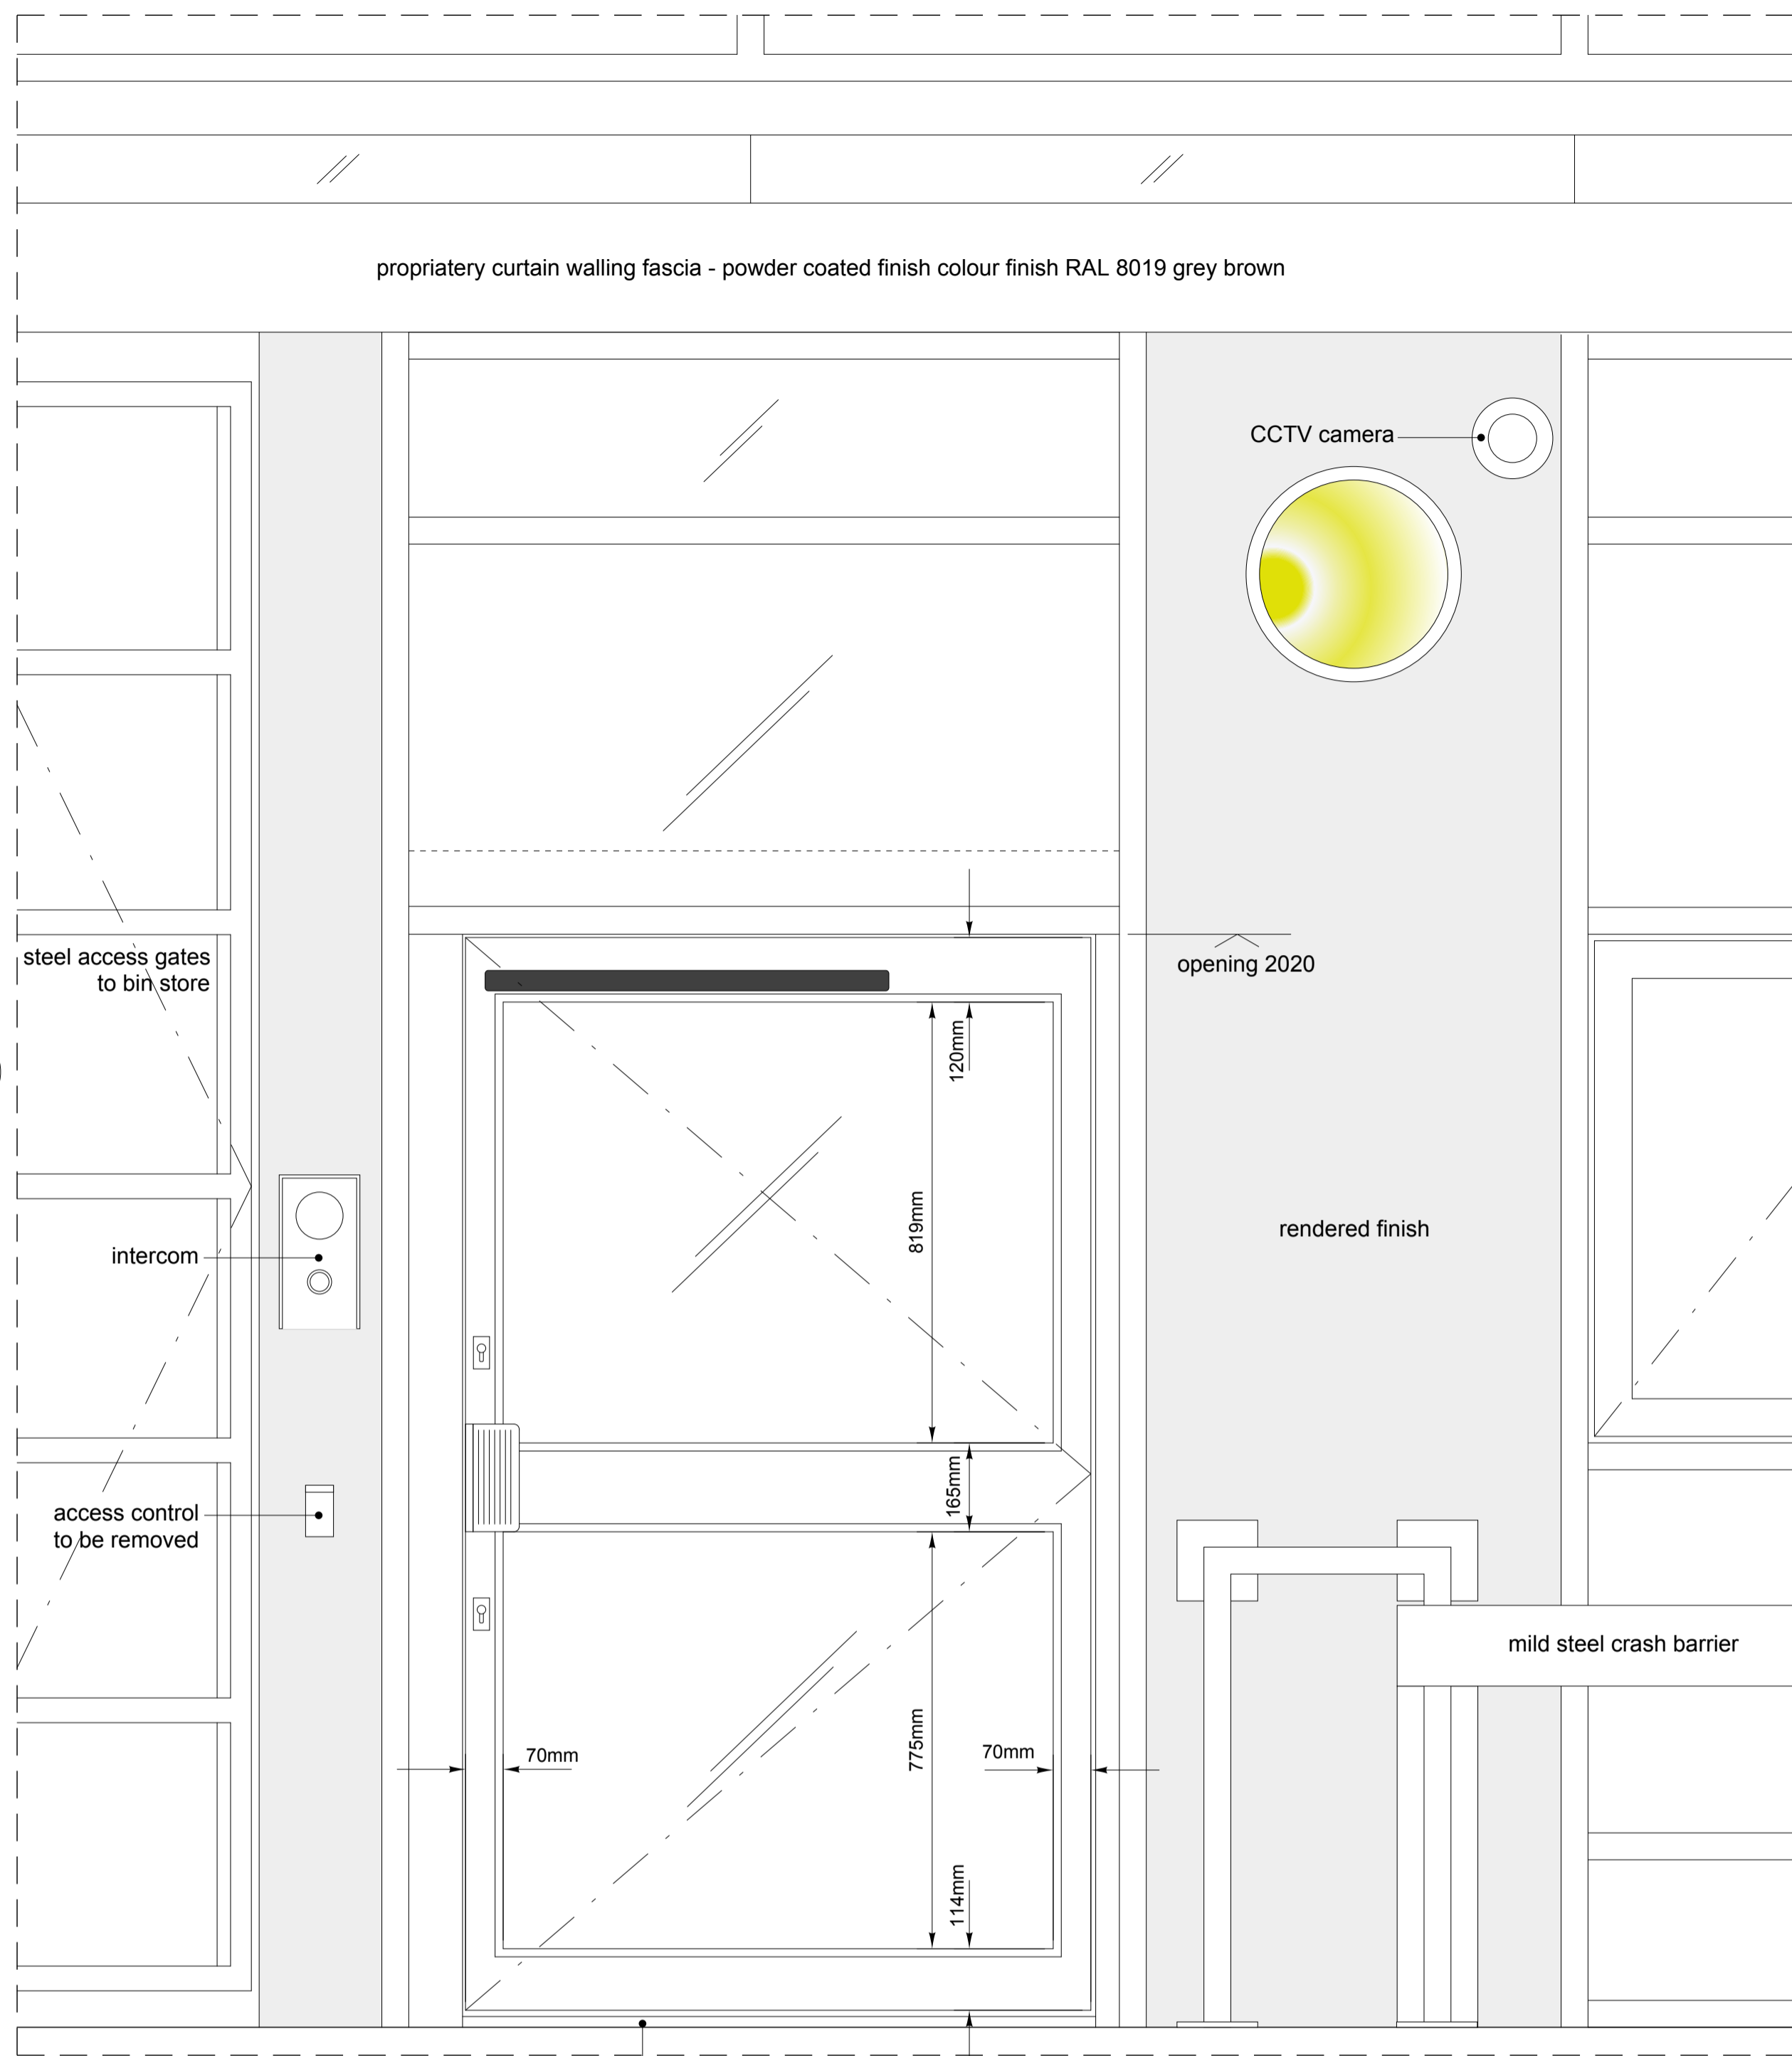 propriatery curtain walling fascia - powder coated finish colour finish RAL 8019 grey brown
CCTV camera
steel access gates
to bin store
opening 2020
120mm
819mm
rendered finish
intercom
165mm
access control
to be removed
mild steel crash barrier
775mm
70mm
70mm
114mm